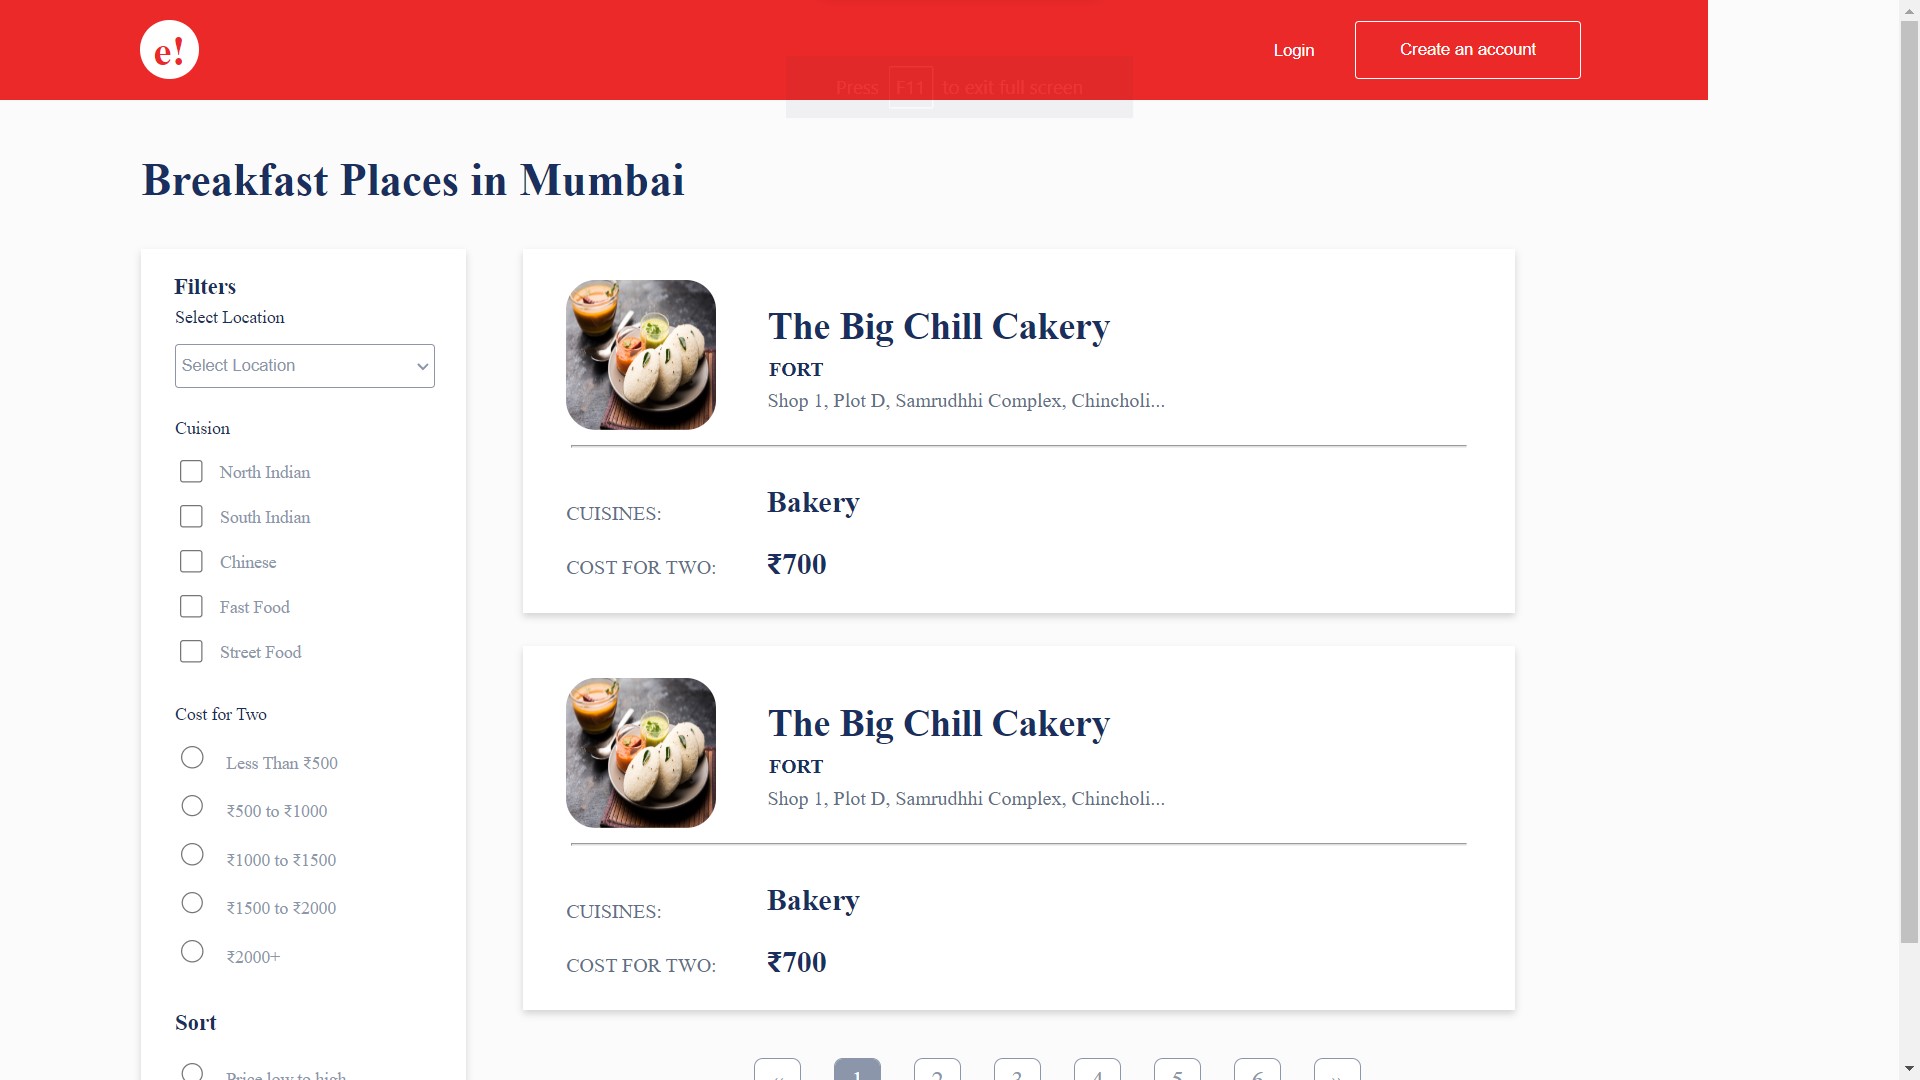 e!
Login
Create an account
Press F11 to exit full screen
Breakfast Places in Mumbai
Filters
Select Location
Select Location
Cuision
North Indian
South Indian
Chinese
Fast Food
Street Food
Cost for Two
Less Than ₹500
₹500 to ₹1000
₹1000 to ₹1500
₹1500 to ₹2000
₹2000+
Sort
Price low to high
The Big Chill Cakery
FORT
Shop 1, Plot D, Samrudhhi Complex, Chincholi...
CUISINES: Bakery
COST FOR TWO: ₹700
The Big Chill Cakery
FORT
Shop 1, Plot D, Samrudhhi Complex, Chincholi...
CUISINES: Bakery
COST FOR TWO: ₹700
« 1 2 3 4 5 6 »